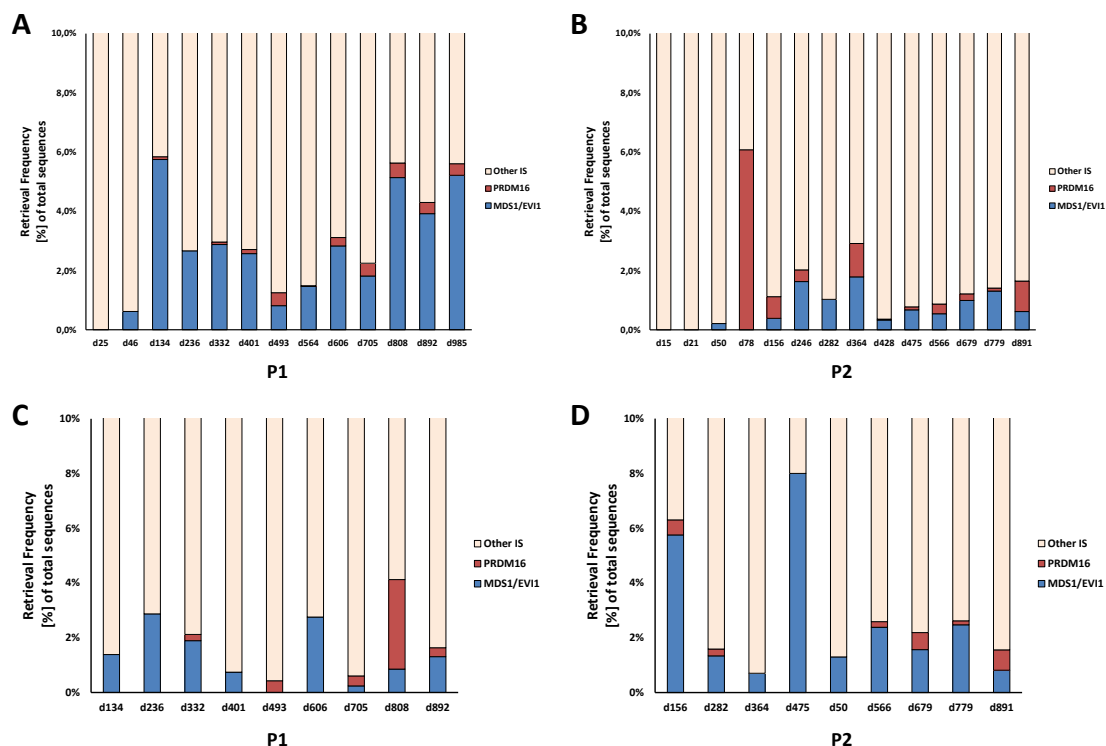 A
Retrieval Frequency
[%] of total sequences
10,0%
8,0%
6,0%
4,0%
2,0%
0,0%
d25 d46 d134 d236 d332 d401 d493 d564 d606 d705 d808 d892 d985
P1
Other IS
PRDM16
MDS1/EVI1
B
Retrieval Frequency
[%] of total sequences
10,0%
8,0%
6,0%
4,0%
2,0%
0,0%
d15 d21 d50 d78 d156 d246 d282 d364 d428 d475 d566 d679 d779 d891
P2
Other IS
PRDM16
MDS1/EVI1
C
Retrieval Frequency
[%] of total sequences
10%
8%
6%
4%
2%
0%
d134 d236 d332 d401 d493 d606 d705 d808 d892
P1
Other IS
PRDM16
MDS1/EVI1
D
Retrieval Frequency
[%] of total sequences
10%
8%
6%
4%
2%
0%
d156 d282 d364 d475 d50 d566 d679 d779 d891
P2
Other IS
PRDM16
MDS1/EVI1